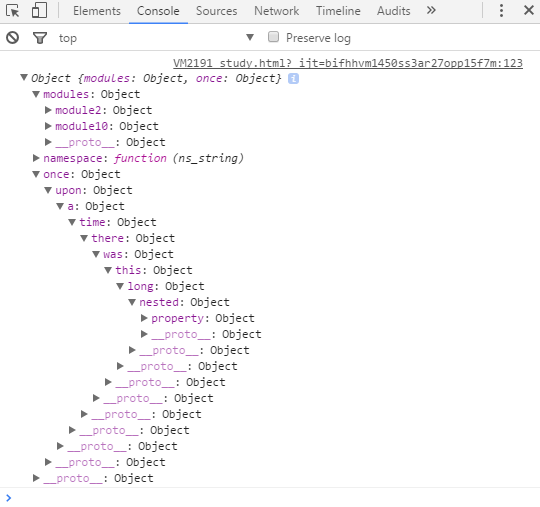 Elements Console Sources Network Timeline Audits »
top Preserve log
VM2191 study.html?_ijt=bifhhvm1450ss3ar27opp15f7m:123
Object {modules: Object, once: Object} i
modules: Object
module2: Object
module10: Object
__proto__: Object
namespace: function (ns_string)
once: Object
upon: Object
a: Object
time: Object
there: Object
was: Object
this: Object
long: Object
nested: Object
property: Object
__proto__: Object
__proto__: Object
__proto__: Object
__proto__: Object
__proto__: Object
__proto__: Object
__proto__: Object
__proto__: Object
__proto__: Object
__proto__: Object